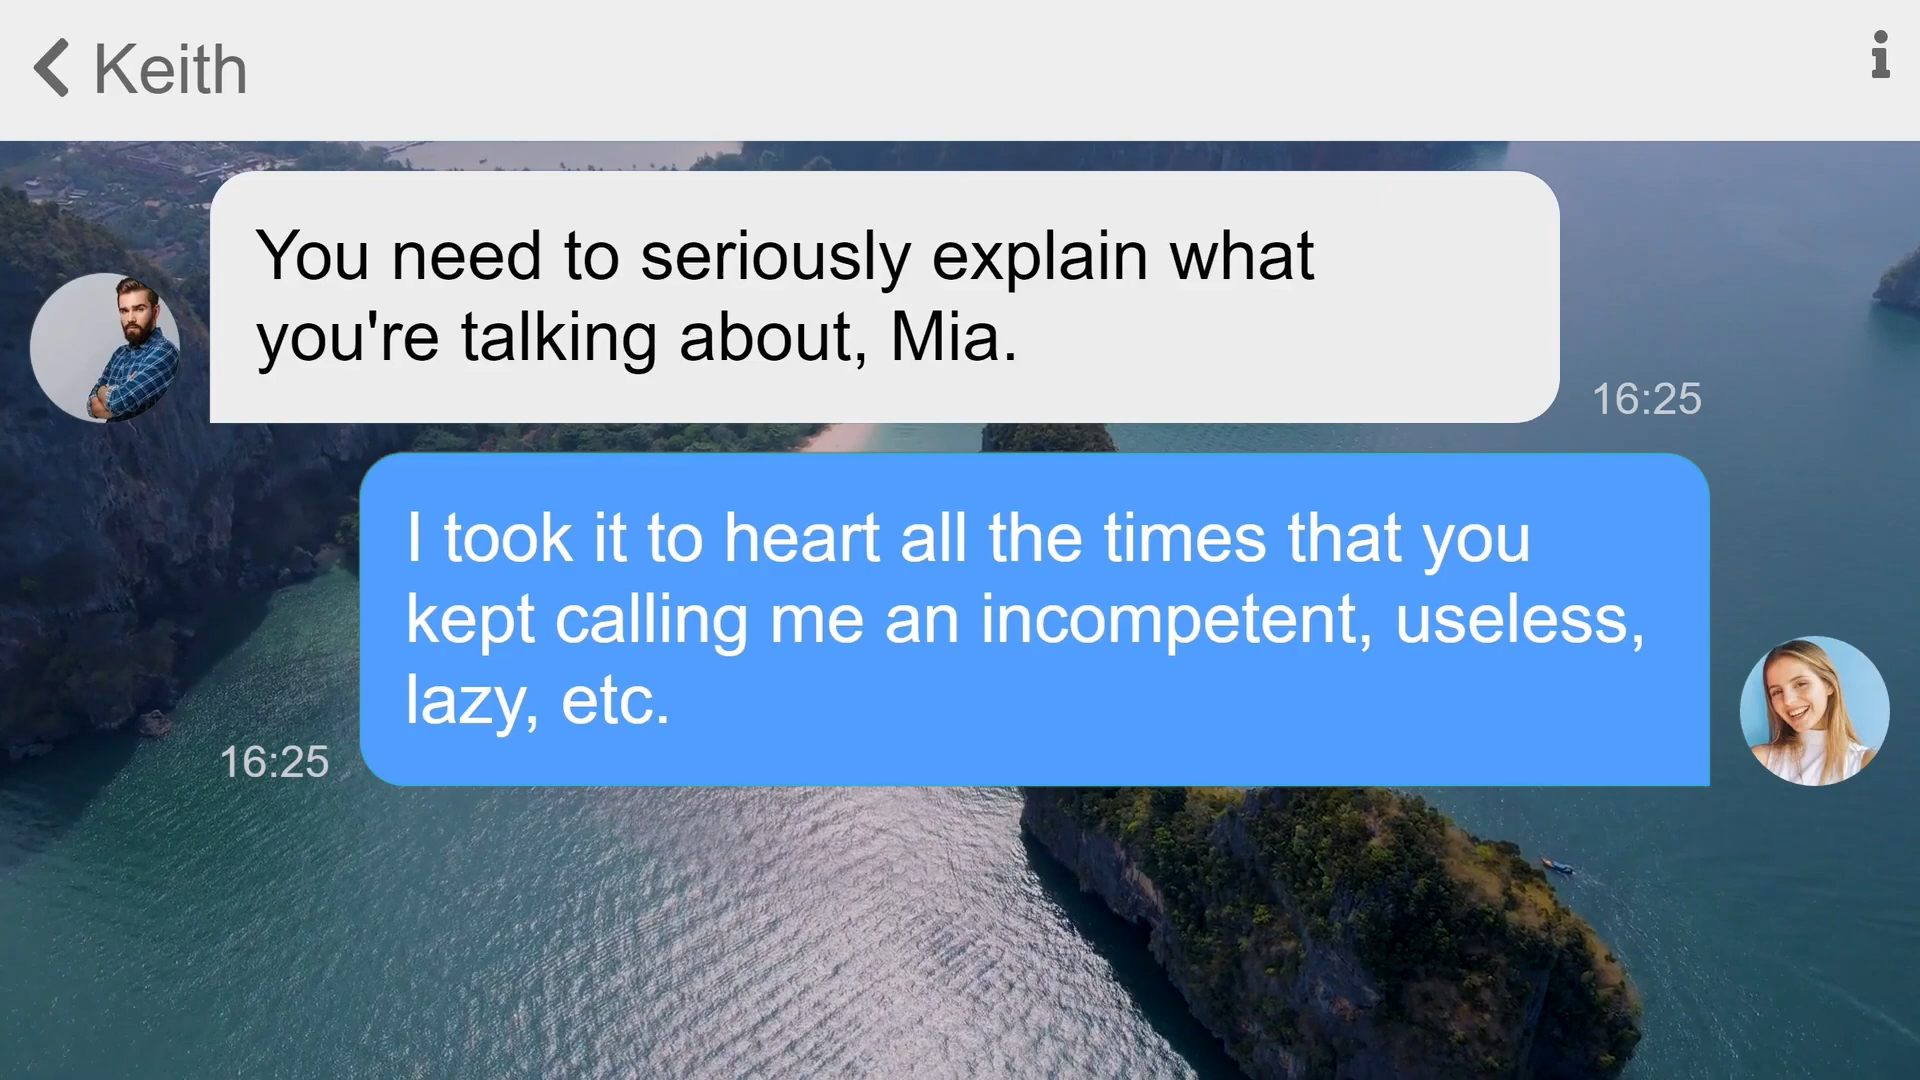 Keith
You need to seriously explain what
you're talking about, Mia.
16:25
I took it to heart all the times that you
kept calling me an incompetent, useless,
lazy, etc.
16:25